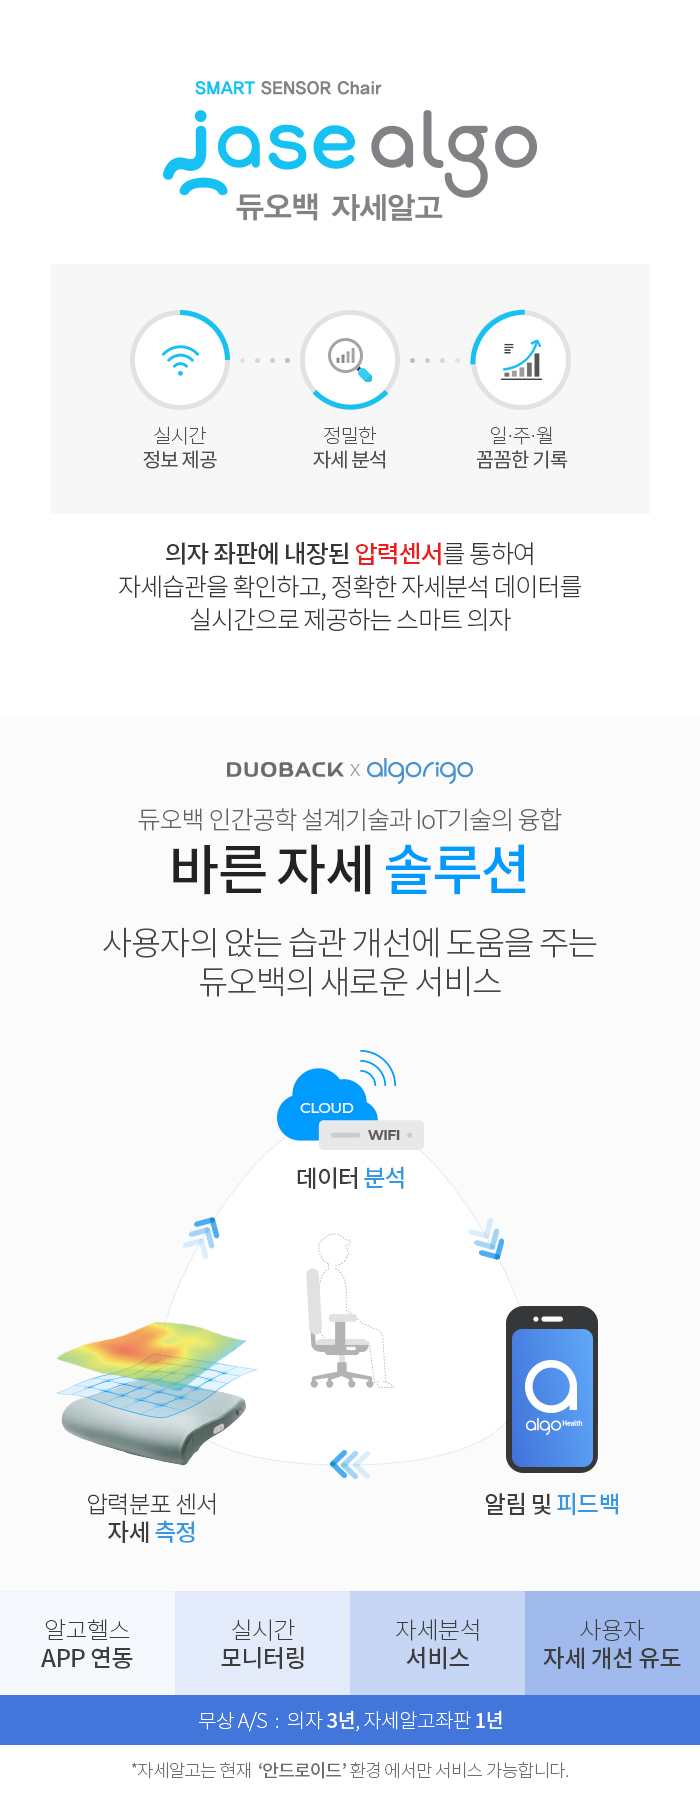 SMART SENSOR Chair
jase algo
듀오백 자세알고
실시간
정보 제공
정밀한
자세 분석
일·주·월
꼼꼼한 기록
의자 좌판에 내장된 압력센서를 통하여
자세습관을 확인하고, 정확한 자세분석 데이터를
실시간으로 제공하는 스마트 의자
DUOBACK x algorigo
듀오백 인간공학 설계기술과 IoT기술의 융합
바른 자세 솔루션
사용자의 앉는 습관 개선에 도움을 주는
듀오백의 새로운 서비스
CLOUD
WIFI
데이터 분석
algo Health
압력분포 센서
자세 측정
알림 및 피드백
알고헬스
APP 연동
실시간
모니터링
자세분석
서비스
사용자
자세 개선 유도
무상 A/S : 의자 3년, 자세알고좌판 1년
*자세알고는 현재 ‘안드로이드’ 환경 에서만 서비스 가능합니다.